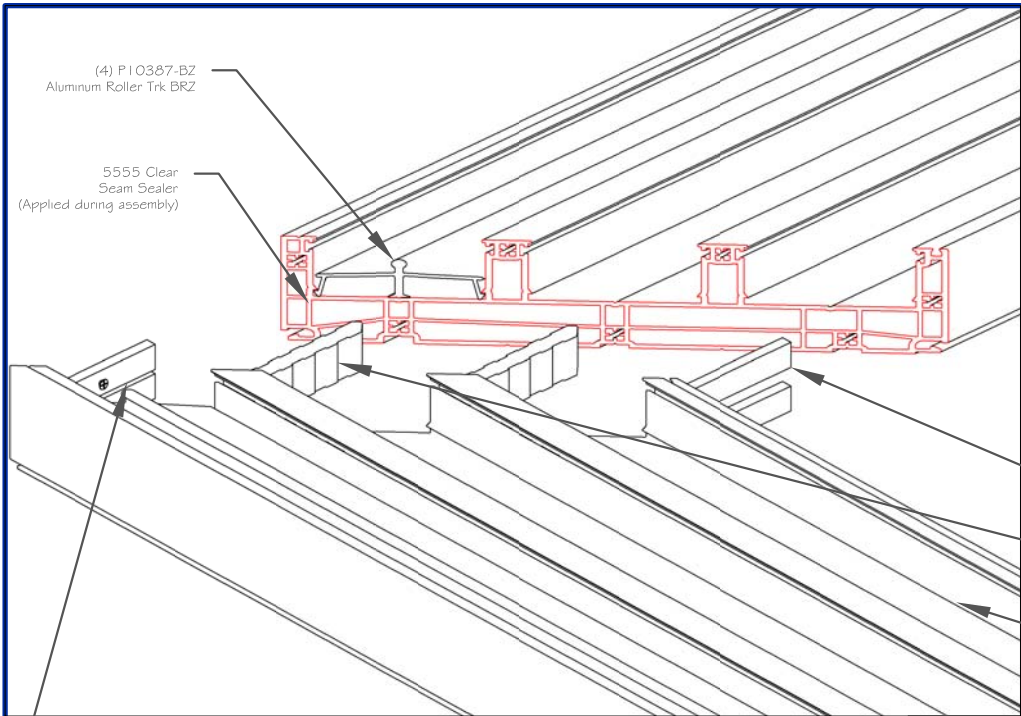 (4) P10387-BZ
Aluminum Roller Trk BRZ
5555 Clear
Seam Sealer
(Applied during assembly)